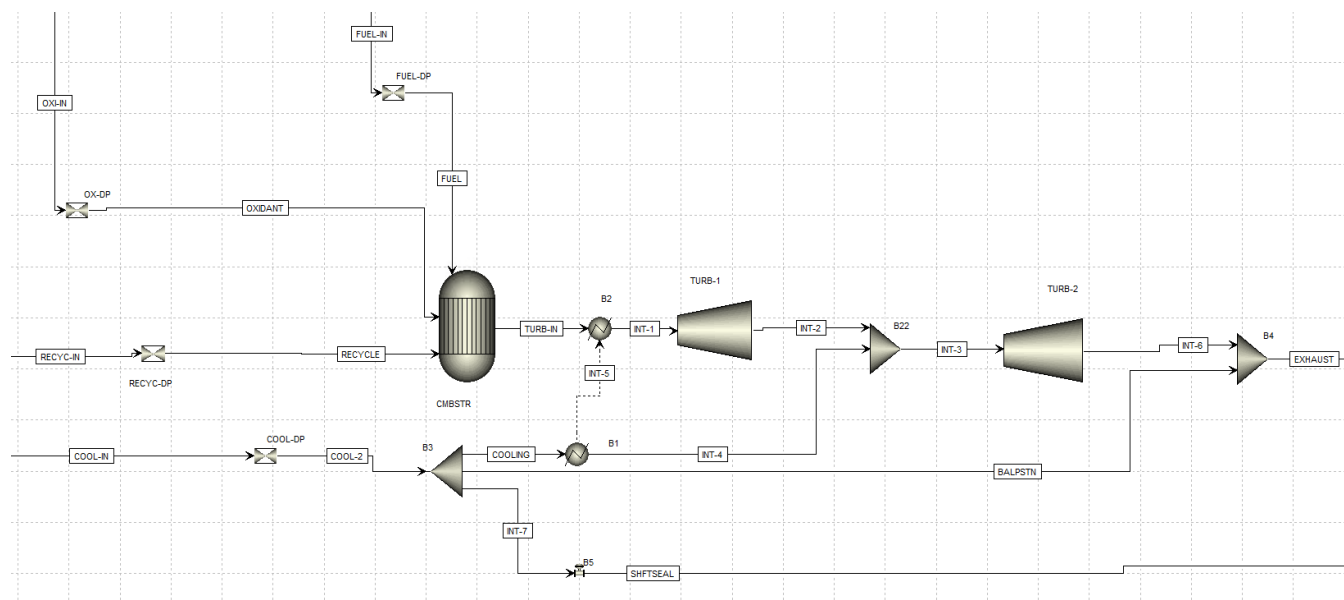 FUEL-IN
FUEL-DP
OXI-IN
FUEL
OX-DP
OXIDANT
TURB-1
TURB-2
B2
B22
B4
TURB-IN
INT-1
INT-2
INT-3
INT-6
EXHAUST
RECYC-IN
RECYCLE
RECYC-DP
INT-5
CMBSTR
COOL-DP
B3
B1
COOL-IN
COOL-2
COOLING
INT-4
BALPSTN
INT-7
B5
SHFTSEAL